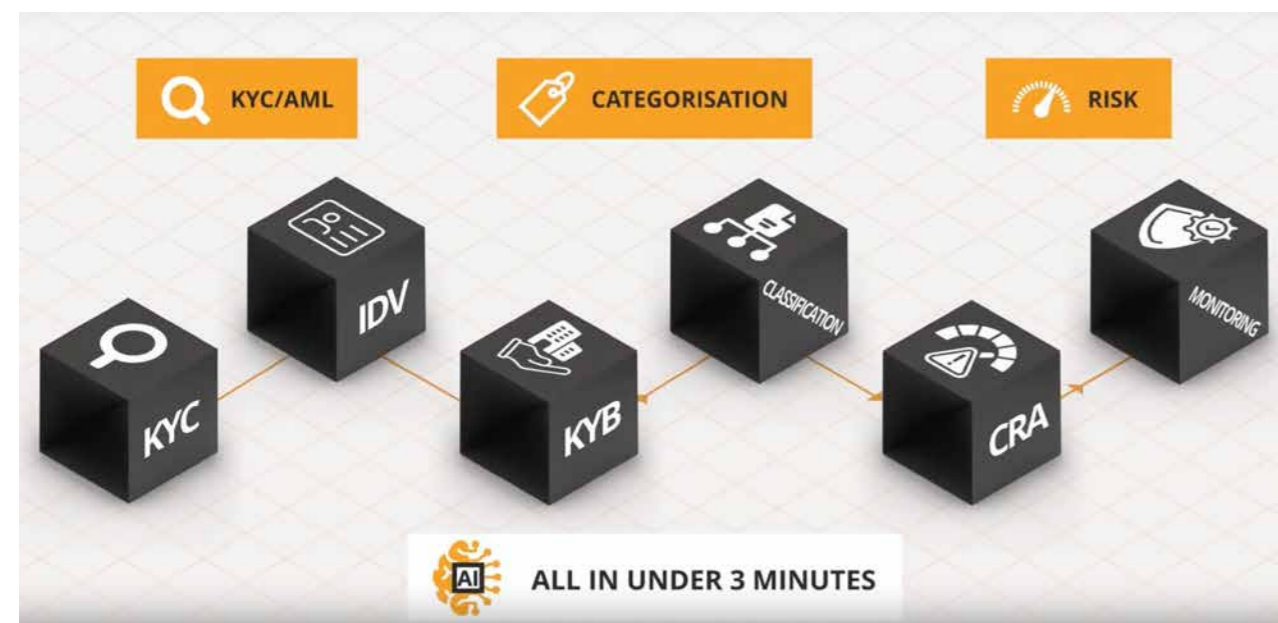 KYC/AML
CATEGORISATION
RISK
KYC
IDV
KYB
CLASSIFICATION
CRA
MONITORING
AI
ALL IN UNDER 3 MINUTES